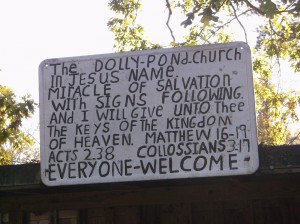 The DOLLY-POND-church
In JESUS NAME.
MIRACLE OF SALVATION
WITH SIGNS FOLLOWING.
AND I WILL GIVE UNTO Thee
THE KEYS OF THE KINGDOM
OF HEAVEN. MATTHEW 16-19
ACTS 2.38 COLLOSSIANS 3:17
EVERYONE-WELCOME